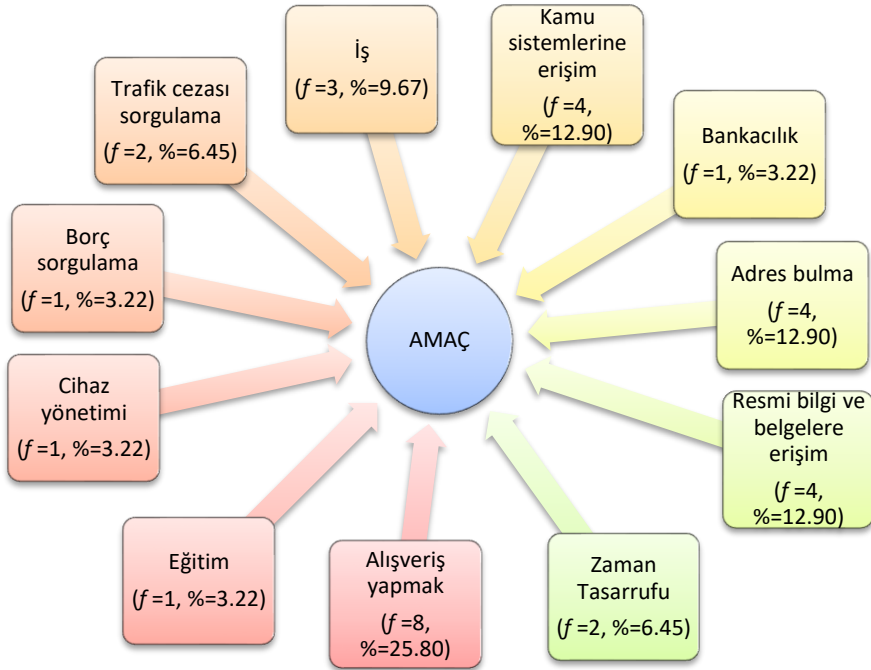 İş
(f =3, %=9.67)
Kamu
sistemlerine
erişim
(f =4,
%=12.90)
Bankacılık
(f =1, %=3.22)
Adres bulma
(f =4,
%=12.90)
Resmi bilgi ve
belgelere
erişim
(f =4,
%=12.90)
Zaman
Tasarrufu
(f =2, %=6.45)
Alışveriş
yapmak
(f =8,
%=25.80)
Eğitim
(f =1, %=3.22)
Cihaz
yönetimi
(f =1, %=3.22)
Borç
sorgulama
(f =1, %=3.22)
Trafik cezası
sorgulama
(f =2, %=6.45)
AMAÇ